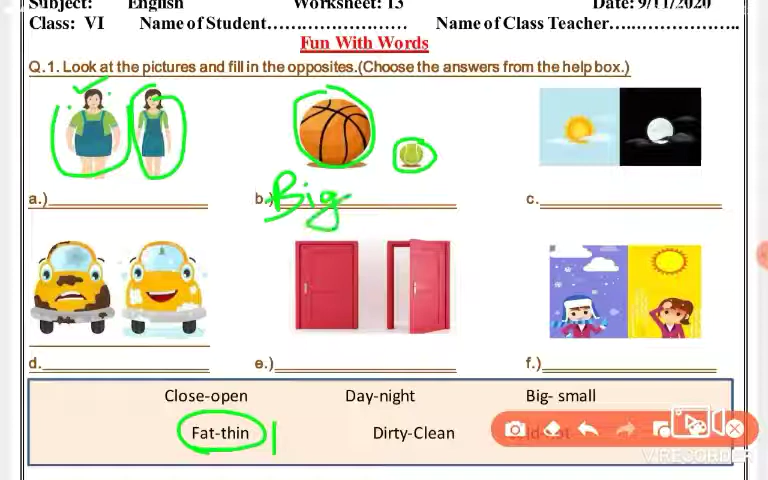 Subject: English Worksheet: 13 Date: 9/11/2020
Class: VI Name of Student………………… Name of Class Teacher…………………..
Fun With Words
Q.1. Look at the pictures and fill in the opposites.(Choose the answers from the help box.)
a.) b.) Big c.
d. e.) f.)
Close-open Day-night Big- small
Fat-thin Dirty-Clean
VIRECORDER